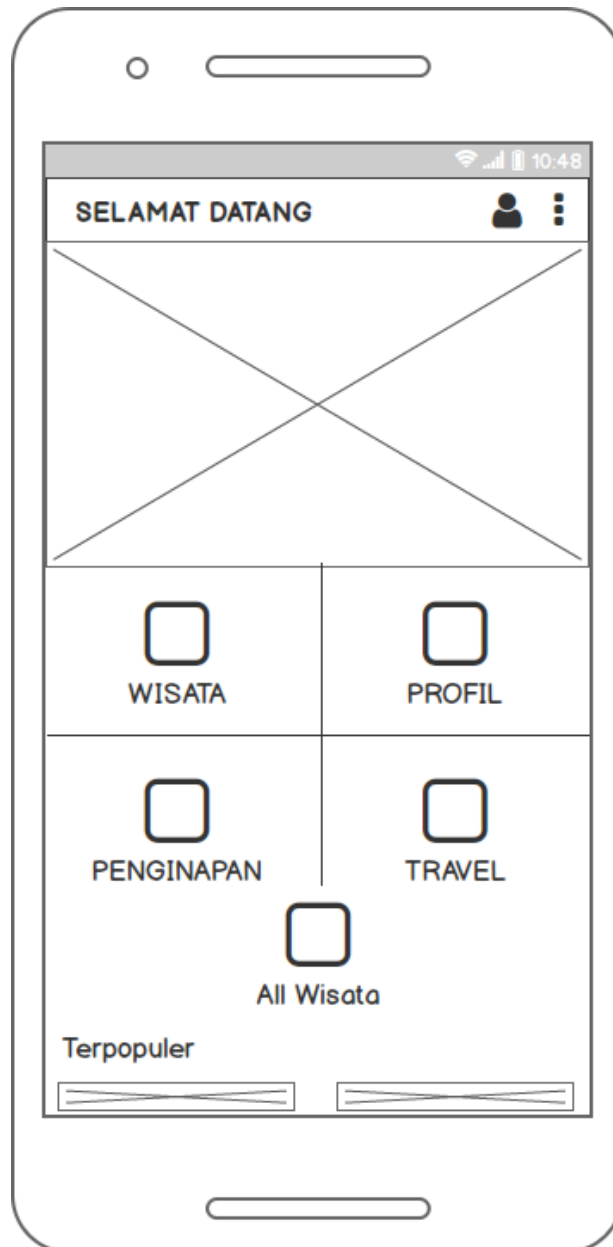 10:48
SELAMAT DATANG
WISATA
PROFIL
PENGINAPAN
TRAVEL
All Wisata
Terpopuler